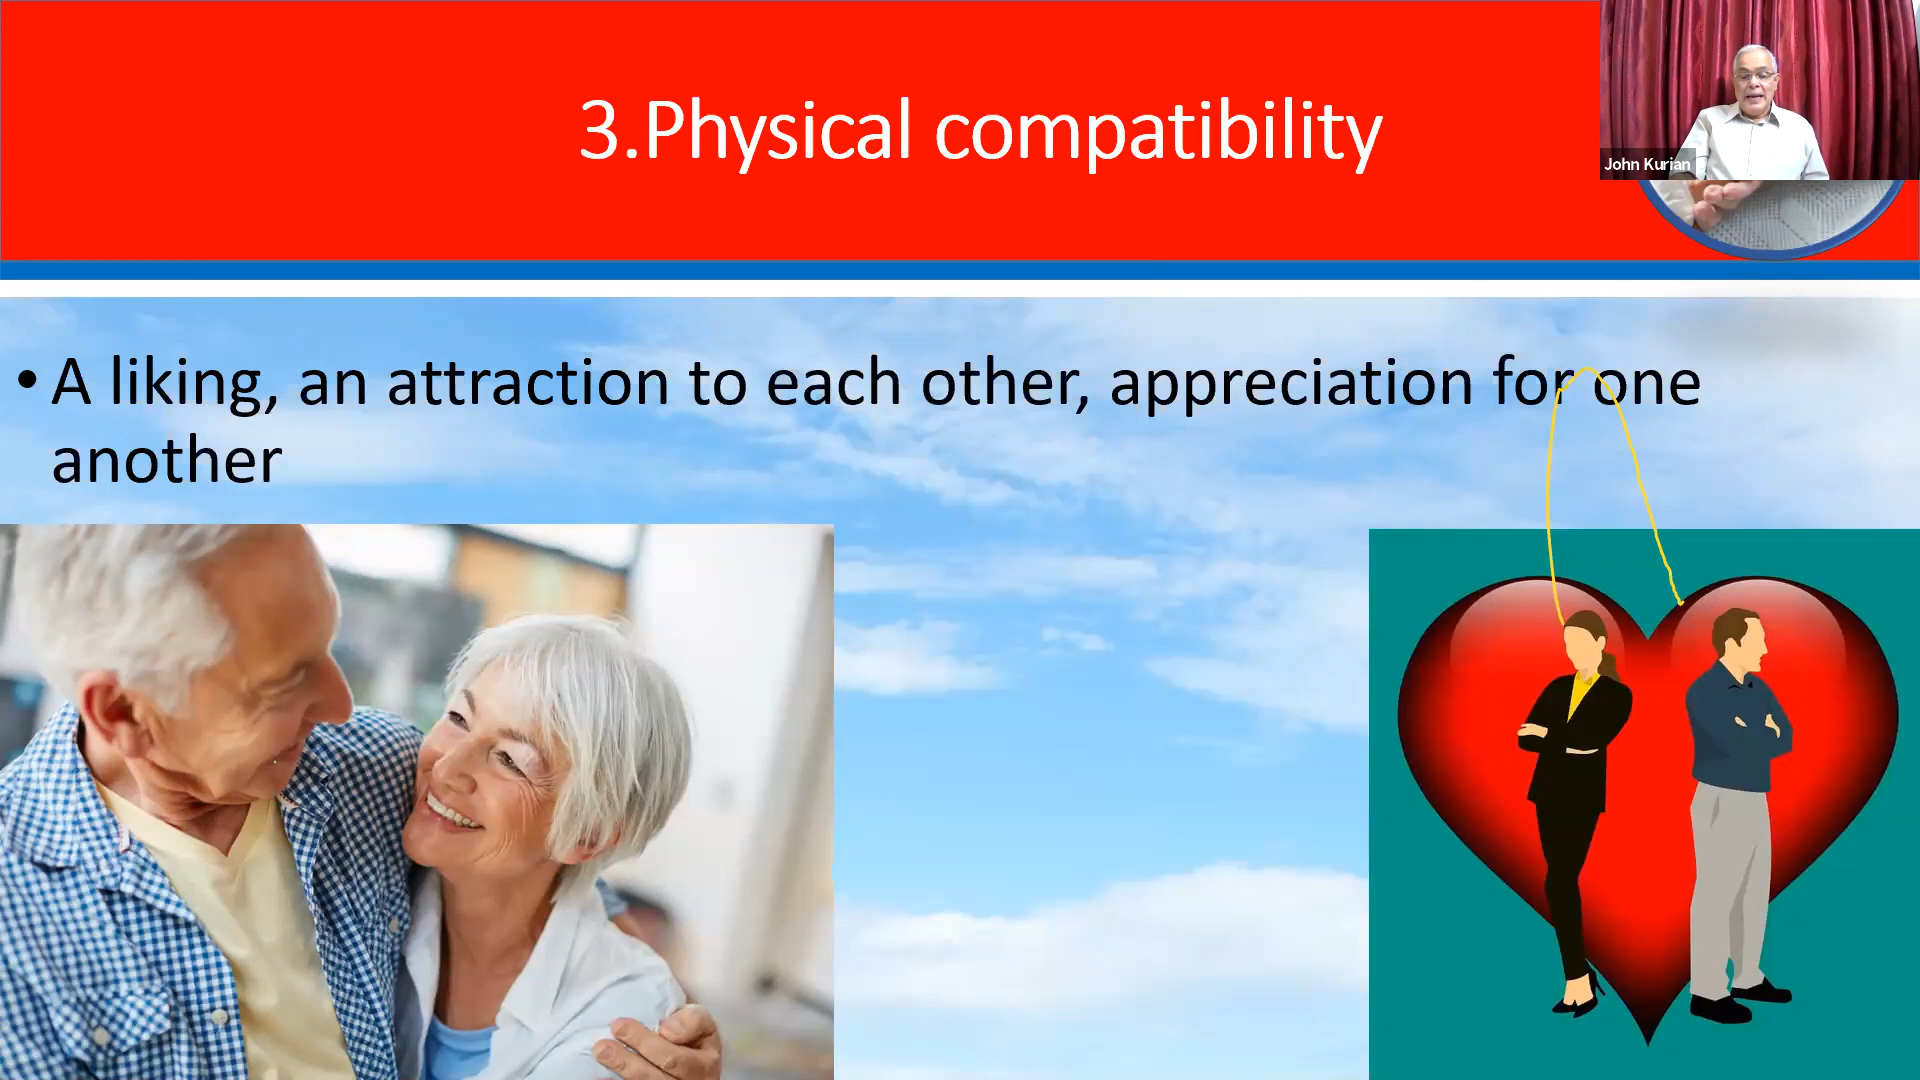 3.Physical compatibility
John Kurian
• A liking, an attraction to each other, appreciation for one
another